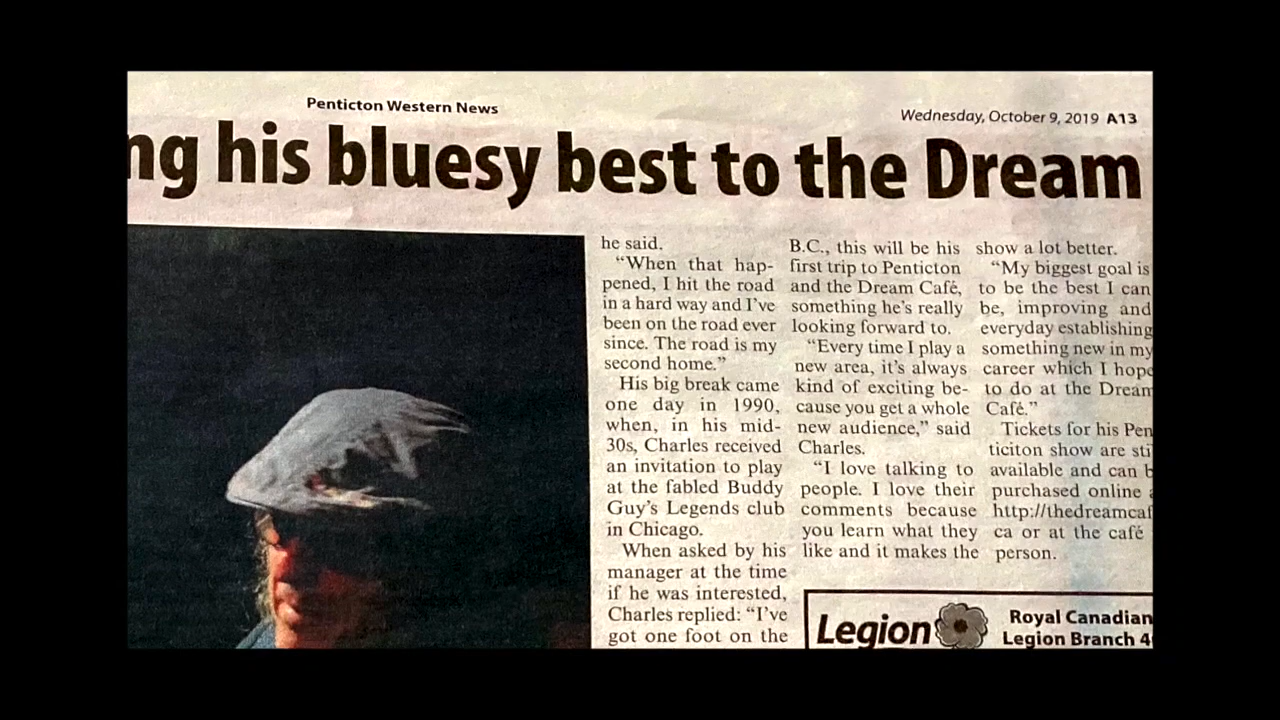 Penticton Western News
Wednesday, October 9, 2019 A13
ng his bluesy best to the Dream
he said.
“When that hap-
pened, I hit the road
in a hard way and I’ve
been on the road ever
since. The road is my
second home.”
His big break came
one day in 1990,
when, in his mid-
30s, Charles received
an invitation to play
at the fabled Buddy
Guy’s Legends club
in Chicago.
When asked by his
manager at the time
if he was interested,
Charles replied: “I’ve
got one foot on the
B.C., this will be his
first trip to Penticton
and the Dream Café,
something he’s really
looking forward to.
“Every time I play a
new area, it’s always
kind of exciting be-
cause you get a whole
new audience,” said
Charles.
“I love talking to
people. I love their
comments because
you learn what they
like and it makes the
show a lot better.
“My biggest goal is
to be the best I can
be, improving and
everyday establishing
something new in my
career which I hope
to do at the Dream
Café.”
Tickets for his Pen
ticiton show are sti
available and can b
purchased online
http://thedreamcaf
ca or at the café
person.
Legion
Royal Canadian
Legion Branch 4